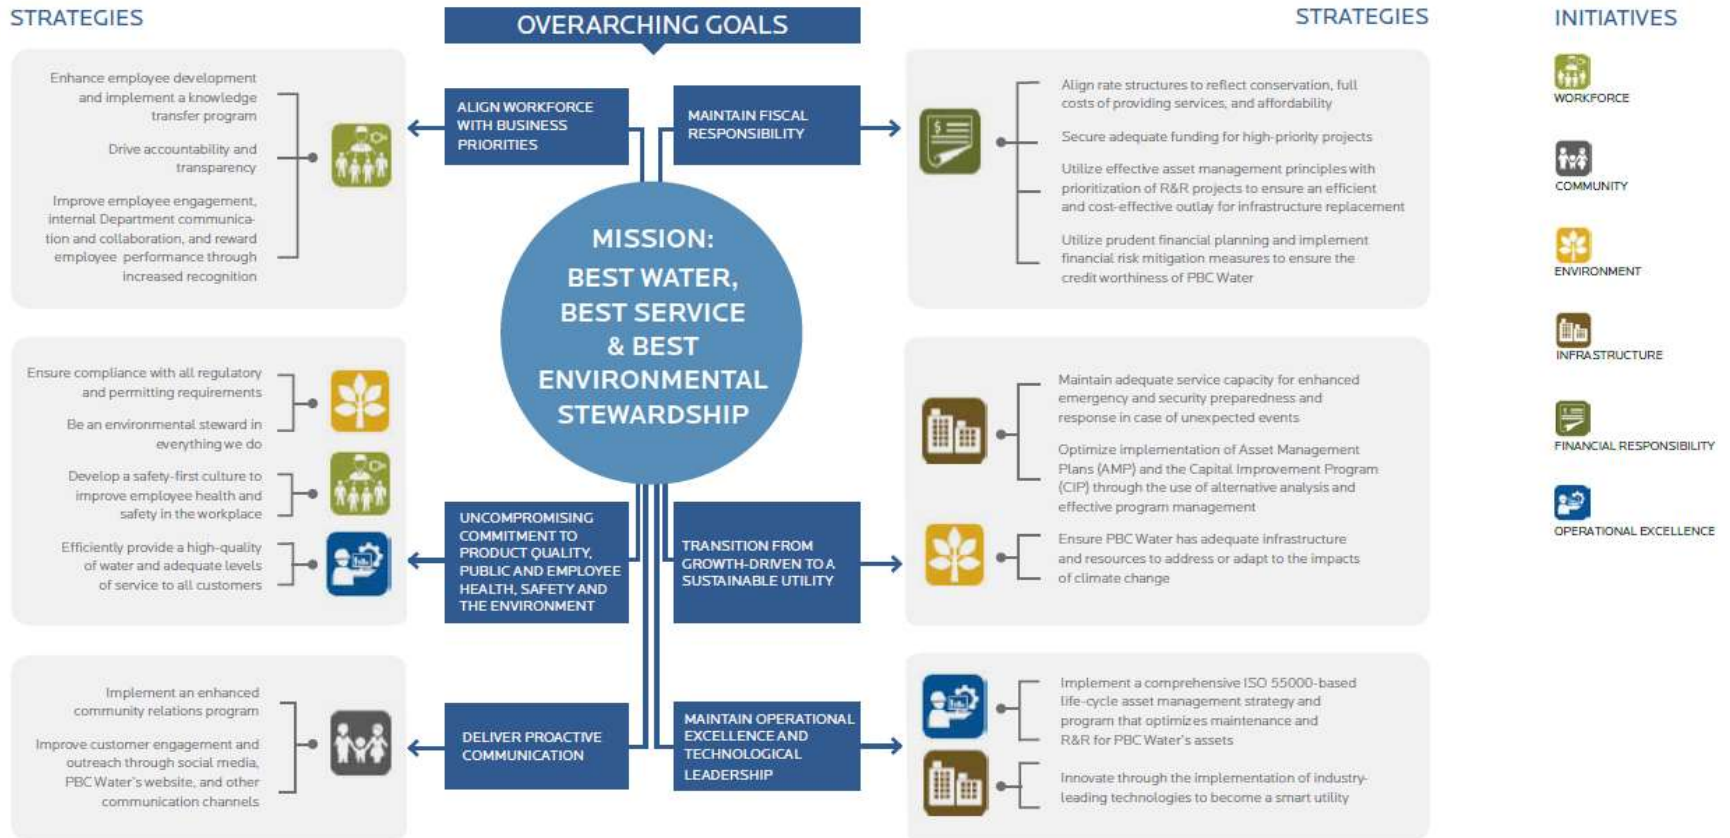 STRATEGIES
Enhance employee development
and implement a knowledge
transfer program
Drive accountability and
transparency
Improve employee engagement,
internal Department communica-
tion and collaboration, and reward
employee performance through
increased recognition
Ensure compliance with all regulatory
and permitting requirements
Be an environmental steward in
everything we do
Develop a safety-first culture to
improve employee health and
safety in the workplace
Efficiently provide a high-quality
of water and adequate levels
of service to all customers
Implement an enhanced
community relations program
Improve customer engagement and
outreach through social media,
PBC Water's website, and other
communication channels
OVERARCHING GOALS
ALIGN WORKFORCE
WITH BUSINESS
PRIORITIES
MAINTAIN FISCAL
RESPONSIBILITY
MISSION:
BEST WATER,
BEST SERVICE
& BEST
ENVIRONMENTAL
STEWARDSHIP
UNCOMPROMISING
COMMITMENT TO
PRODUCT QUALITY,
PUBLIC AND EMPLOYEE
HEALTH, SAFETY AND
THE ENVIRONMENT
TRANSITION FROM
GROWTH-DRIVEN TO A
SUSTAINABLE UTILITY
DELIVER PROACTIVE
COMMUNICATION
MAINTAIN OPERATIONAL
EXCELLENCE AND
TECHNOLOGICAL
LEADERSHIP
STRATEGIES
$
Align rate structures to reflect conservation, full
costs of providing services, and affordability
Secure adequate funding for high-priority projects
Utilize effective asset management principles with
prioritization of R&R projects to ensure an efficient
and cost-effective outlay for infrastructure replacement
Utilize prudent financial planning and implement
financial risk mitigation measures to ensure the
credit worthiness of PBC Water
Maintain adequate service capacity for enhanced
emergency and security preparedness and
response in case of unexpected events
Optimize implementation of Asset Management
Plans (AMP) and the Capital Improvement Program
(CIP) through the use of alternative analysis and
effective program management
Ensure PBC Water has adequate infrastructure
and resources to address or adapt to the impacts
of climate change
Implement a comprehensive ISO 55000-based
life-cycle asset management strategy and
program that optimizes maintenance and
R&R for PBC Water's assets
Innovate through the implementation of industry-
leading technologies to become a smart utility
INITIATIVES
WORKFORCE
COMMUNITY
ENVIRONMENT
INFRASTRUCTURE
$
FINANCIAL RESPONSIBILITY
OPERATIONAL EXCELLENCE